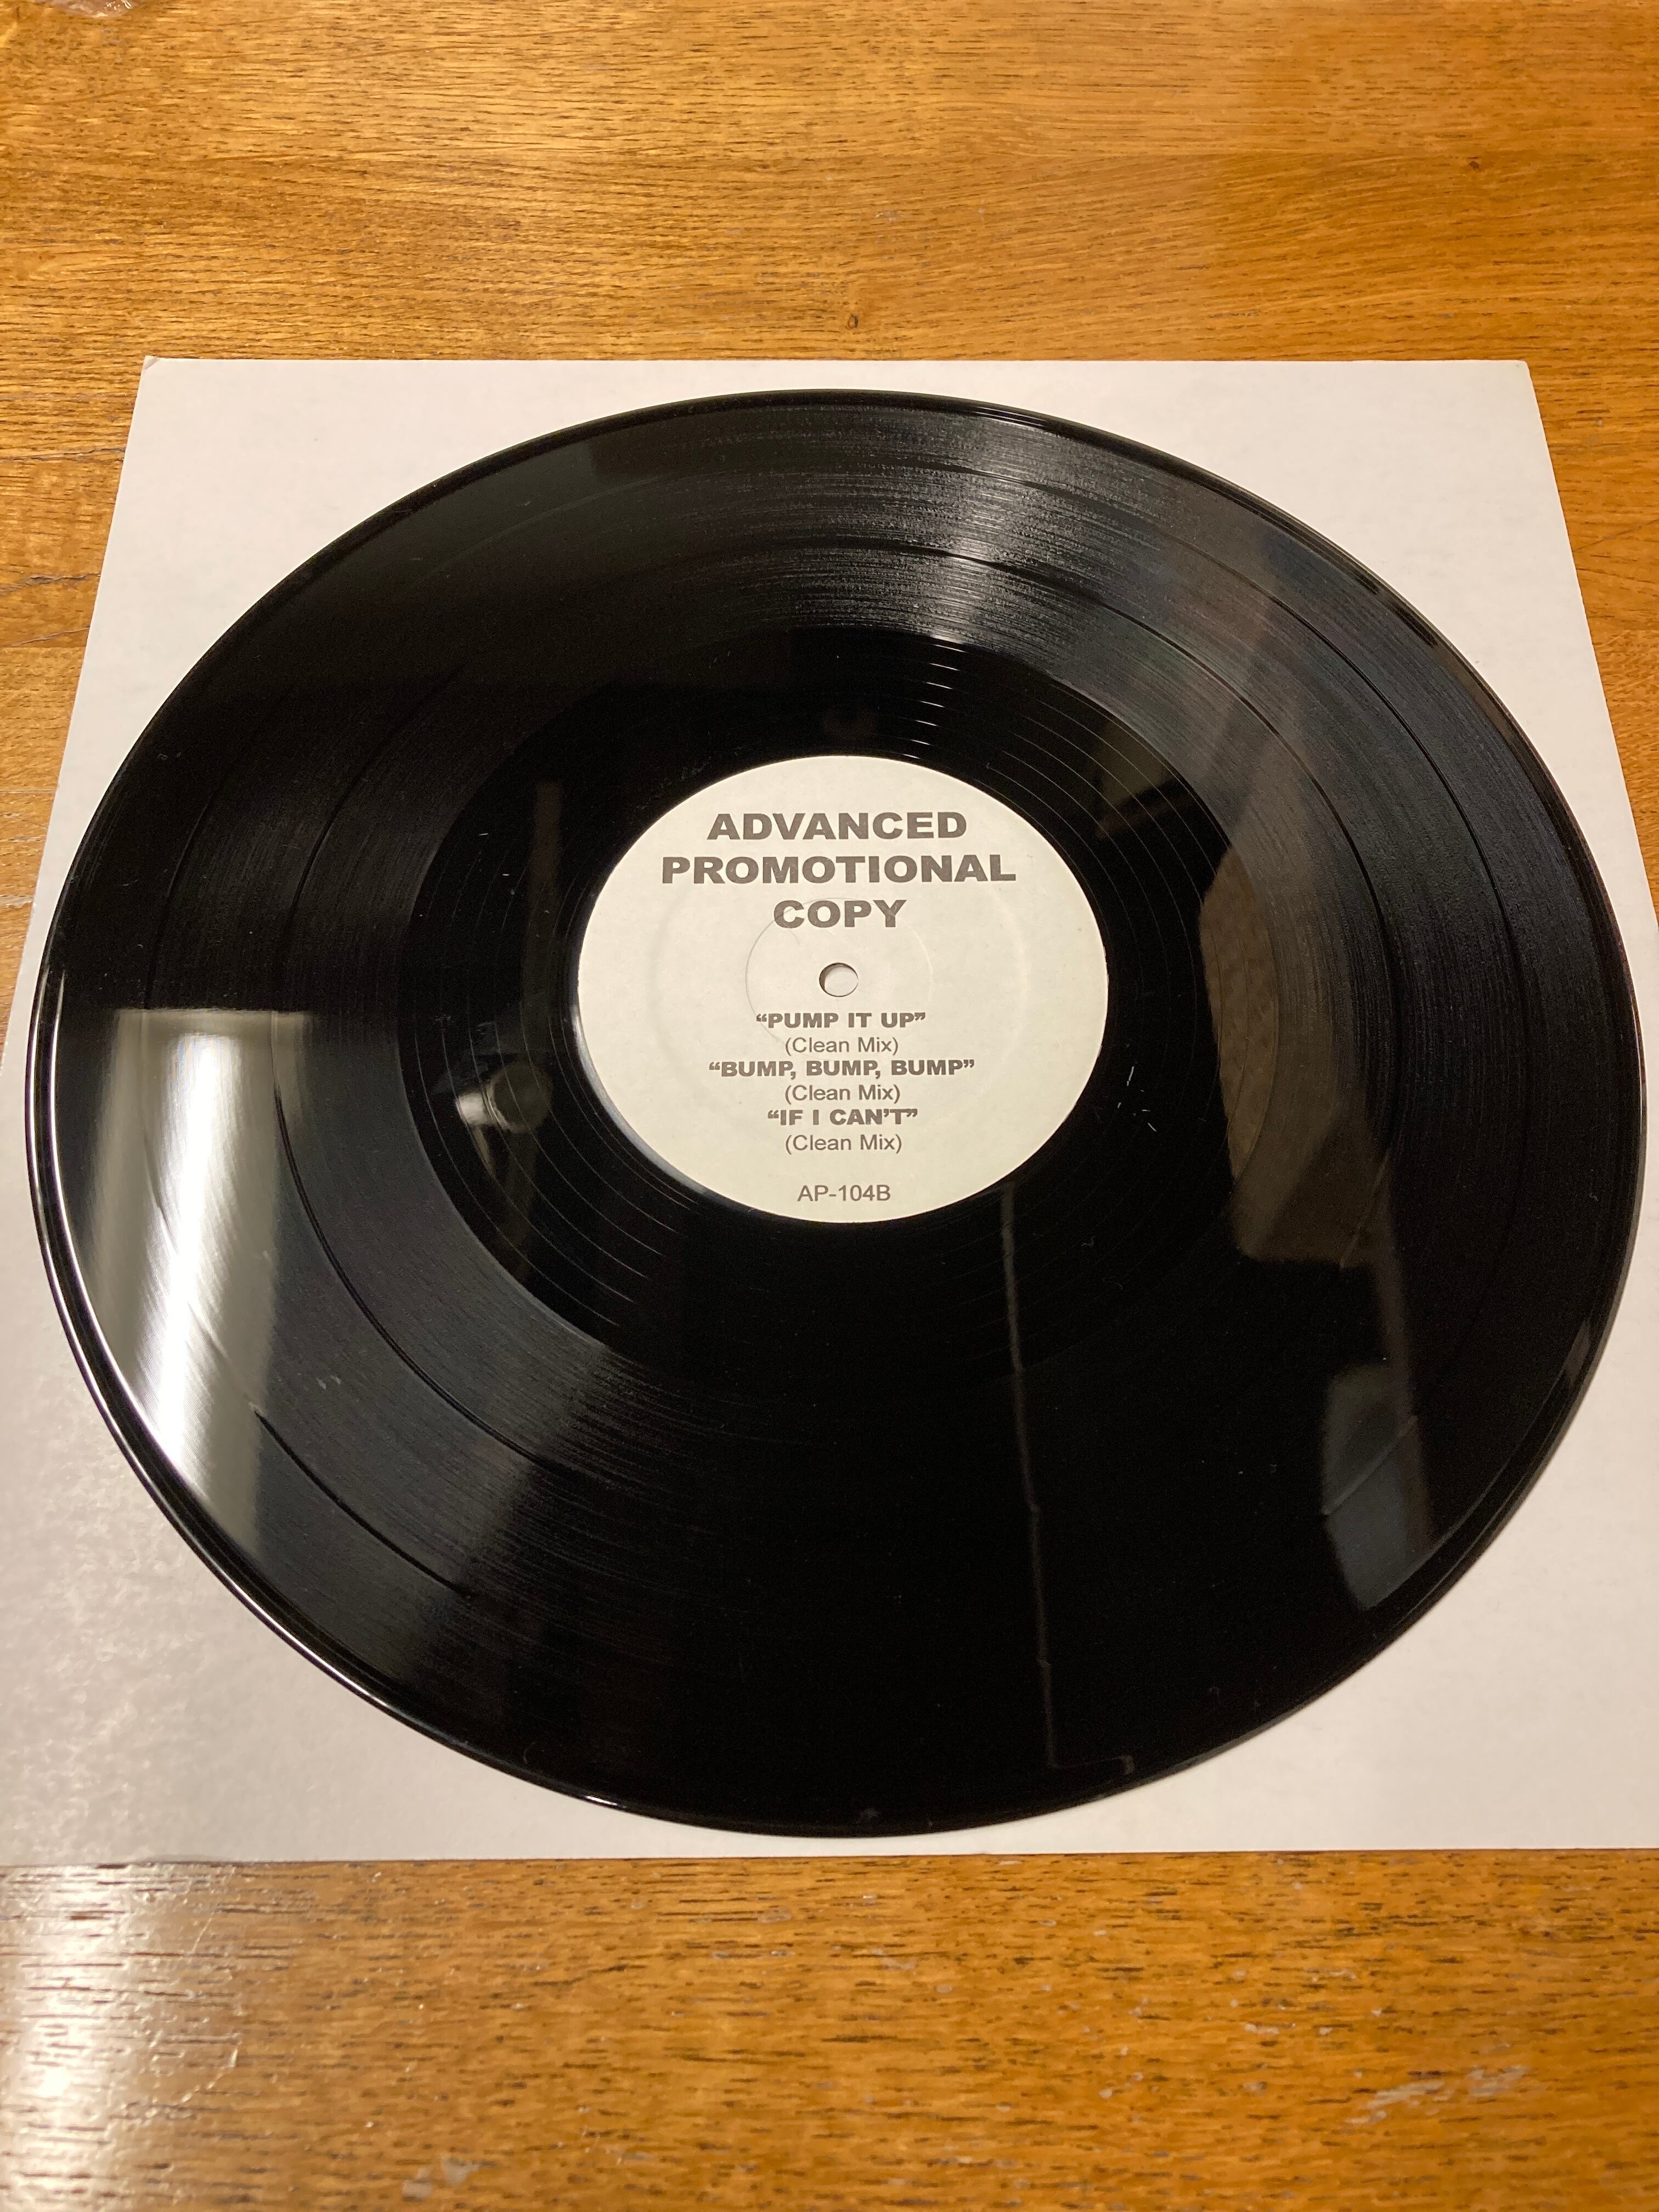 ADVANCED
PROMOTIONAL
COPY
“PUMP IT UP”
(Clean Mix)
“BUMP, BUMP, BUMP”
(Clean Mix)
“IF I CAN’T”
(Clean Mix)
AP-104B